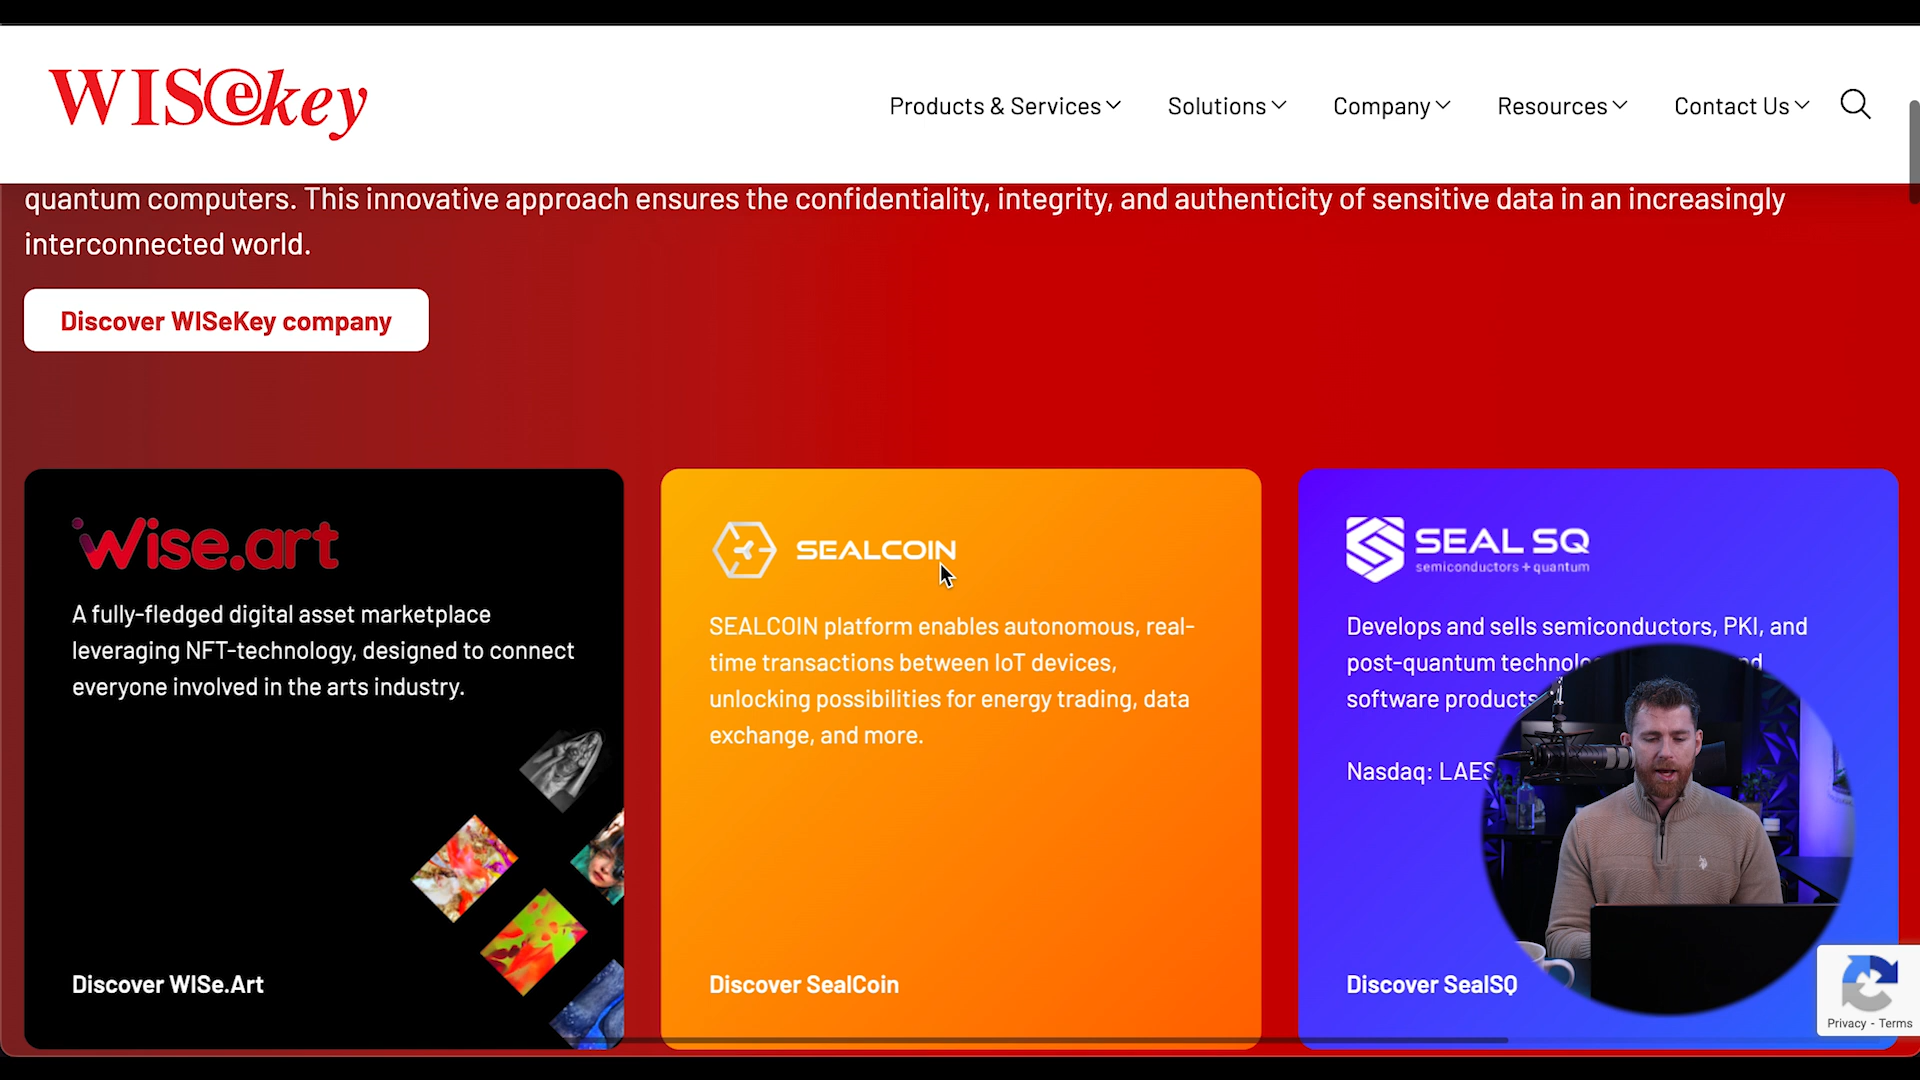 WISekey
Products & Services
Solutions
Company
Resources
Contact Us
quantum computers. This innovative approach ensures the confidentiality, integrity, and authenticity of sensitive data in an increasingly
interconnected world.
Discover WISeKey company
wise.art
A fully-fledged digital asset marketplace
leveraging NFT-technology, designed to connect
everyone involved in the arts industry.
Discover WISe.Art
SEALCOIN
SEALCOIN platform enables autonomous, real-
time transactions between IoT devices,
unlocking possibilities for energy trading, data
exchange, and more.
Discover SealCoin
SEAL SQ
semiconductors + quantum
Develops and sells semiconductors, PKI, and
post-quantum
software products
Nasdaq: LAES
Discover SealSQ
Privacy - Terms